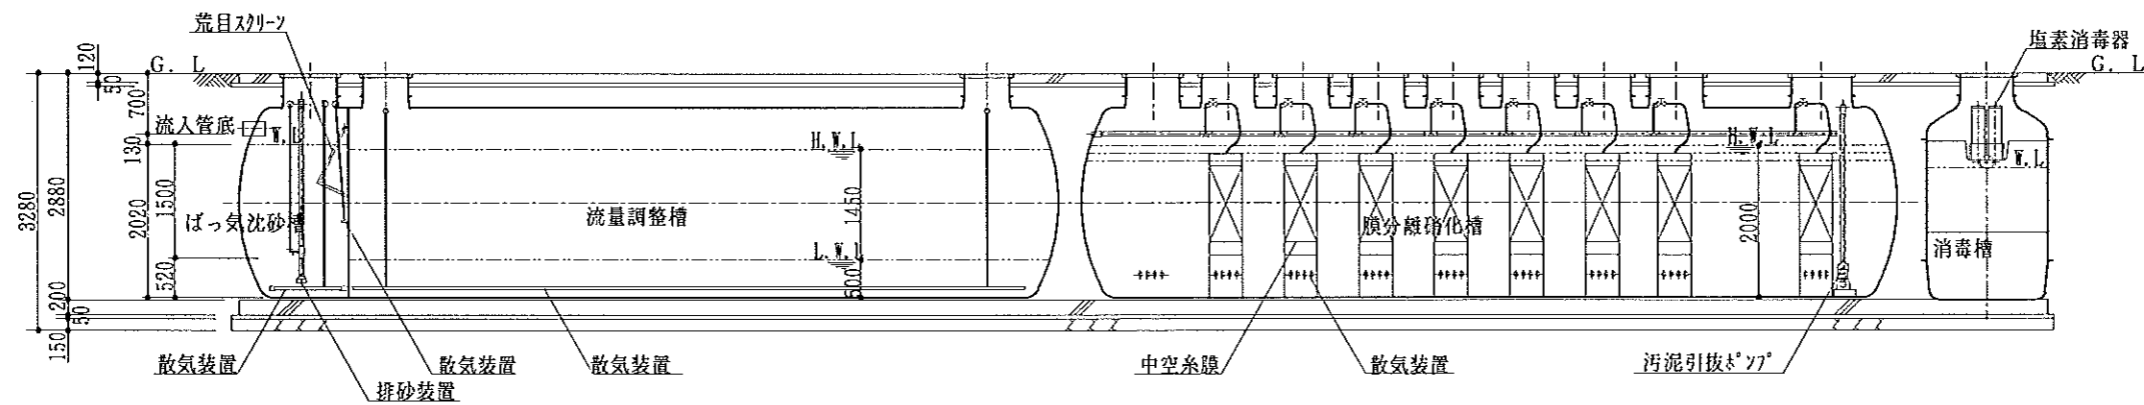 荒目スクリーン
塩素消毒器
G. L
G. L
120
50
700
流入管底
W.L
130
H.W.L
H.W.L
W.L
3280
2880
2020
1500
1450
2000
ばっ気沈砂槽
流量調整槽
膜分離硝化槽
消毒槽
L.W.L
520
500
200
50
150
散気装置
排砂装置
散気装置
散気装置
中空糸膜
散気装置
汚泥引抜ポンプ